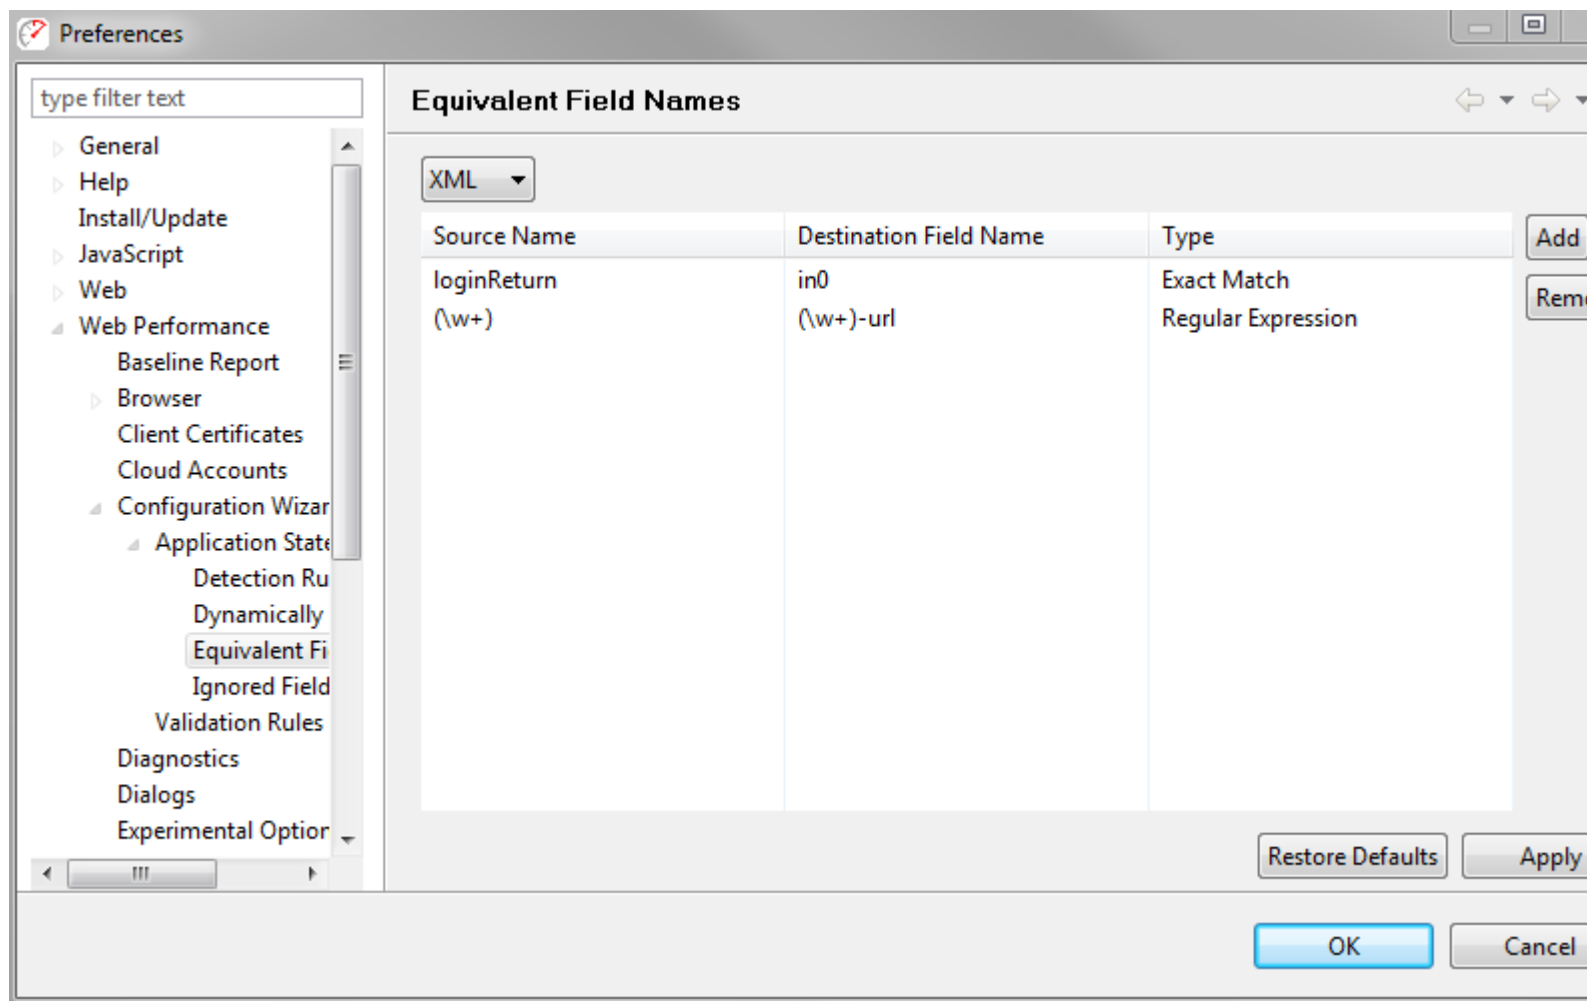 Preferences
type filter text
General
Help
Install/Update
JavaScript
Web
Web Performance
Baseline Report
Browser
Client Certificates
Cloud Accounts
Configuration Wizar
Application State
Detection Ru
Dynamically
Equivalent Fi
Ignored Field
Validation Rules
Diagnostics
Dialogs
Experimental Option
Equivalent Field Names
XML
Source Name Destination Field Name Type
loginReturn in0 Exact Match
(\w+) (\w+)-url Regular Expression
Add
Remo
Restore Defaults Apply
OK Cancel